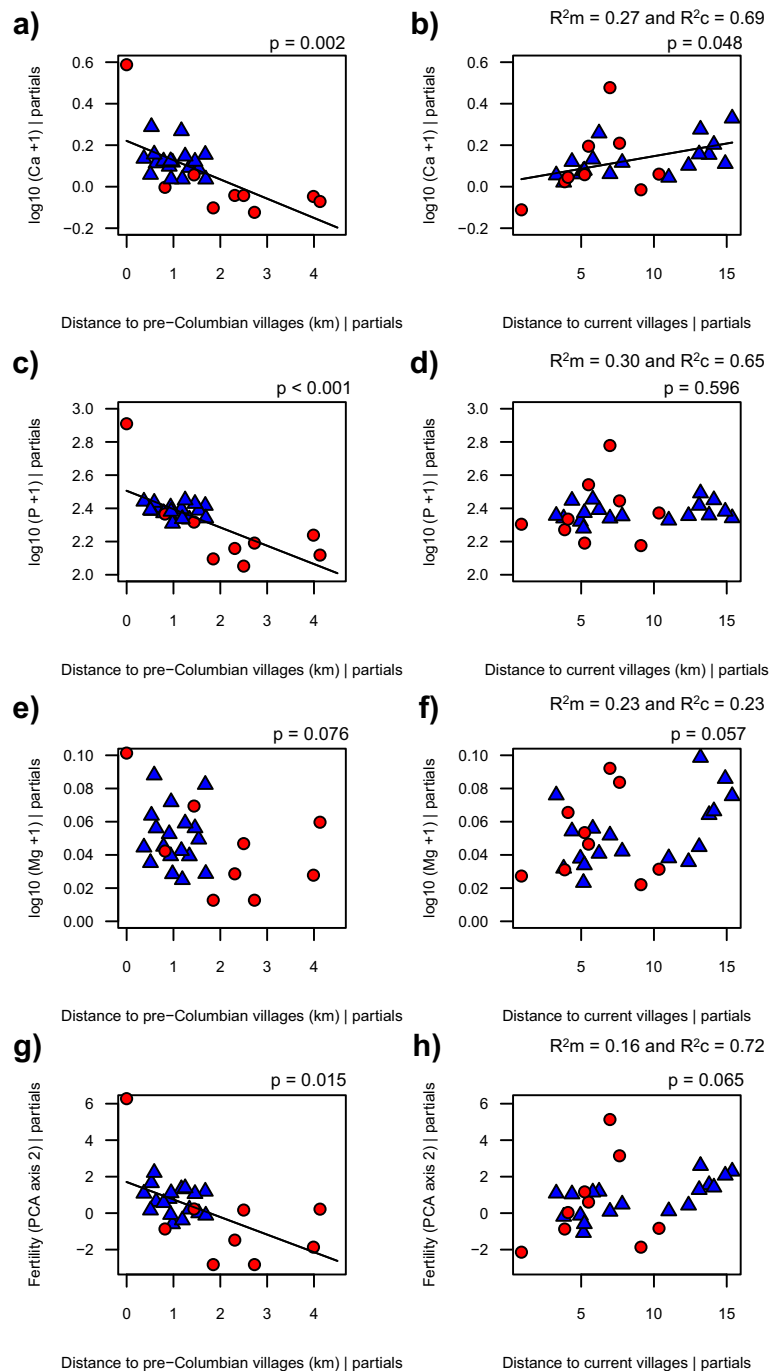 a)
p = 0.002
log10 (Ca +1) | partials
0.6
0.4
0.2
0.0
−0.2
0 1 2 3 4
Distance to pre−Columbian villages (km) | partials
b)
R²m = 0.27 and R²c = 0.69
p = 0.048
log10 (Ca +1) | partials
0.6
0.4
0.2
0.0
−0.2
5 10 15
Distance to current villages | partials
c)
p < 0.001
log10 (P +1) | partials
3.0
2.8
2.6
2.4
2.2
2.0
0 1 2 3 4
Distance to pre−Columbian villages (km) | partials
d)
R²m = 0.30 and R²c = 0.65
p = 0.596
log10 (P +1) | partials
3.0
2.8
2.6
2.4
2.2
2.0
5 10 15
Distance to current villages (km) | partials
e)
p = 0.076
log10 (Mg +1) | partials
0.10
0.08
0.06
0.04
0.02
0.00
0 1 2 3 4
Distance to pre−Columbian villages (km) | partials
f)
R²m = 0.23 and R²c = 0.23
p = 0.057
log10 (Mg +1) | partials
0.10
0.08
0.06
0.04
0.02
0.00
5 10 15
Distance to current villages | partials
g)
p = 0.015
Fertility (PCA axis 2) | partials
6
4
2
0
−2
0 1 2 3 4
Distance to pre−Columbian villages (km) | partials
h)
R²m = 0.16 and R²c = 0.72
p = 0.065
Fertility (PCA axis 2) | partials
6
4
2
0
−2
5 10 15
Distance to current villages | partials